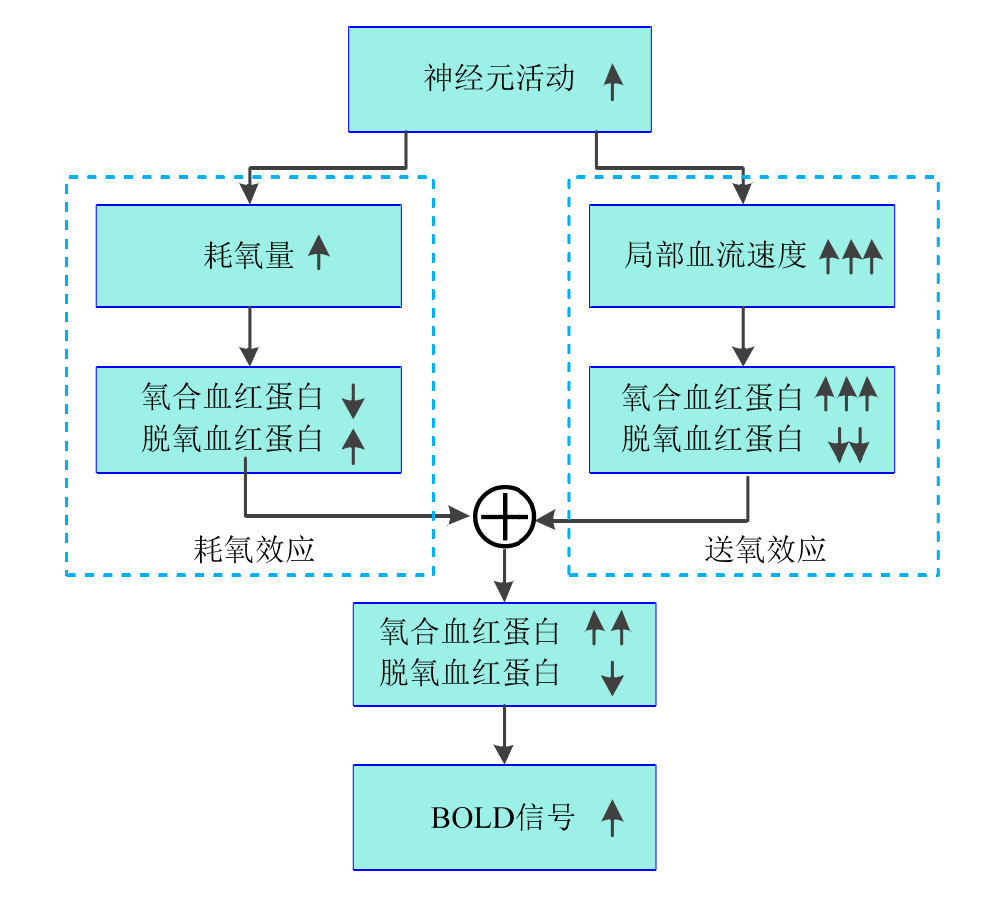 神经元活动 ↑
耗氧量 ↑
局部血流速度 ↑↑↑
氧合血红蛋白 ↓
脱氧血红蛋白 ↑
氧合血红蛋白 ↑↑↑
脱氧血红蛋白 ↓↓
耗氧效应
送氧效应
氧合血红蛋白 ↑↑
脱氧血红蛋白 ↓
BOLD信号 ↑